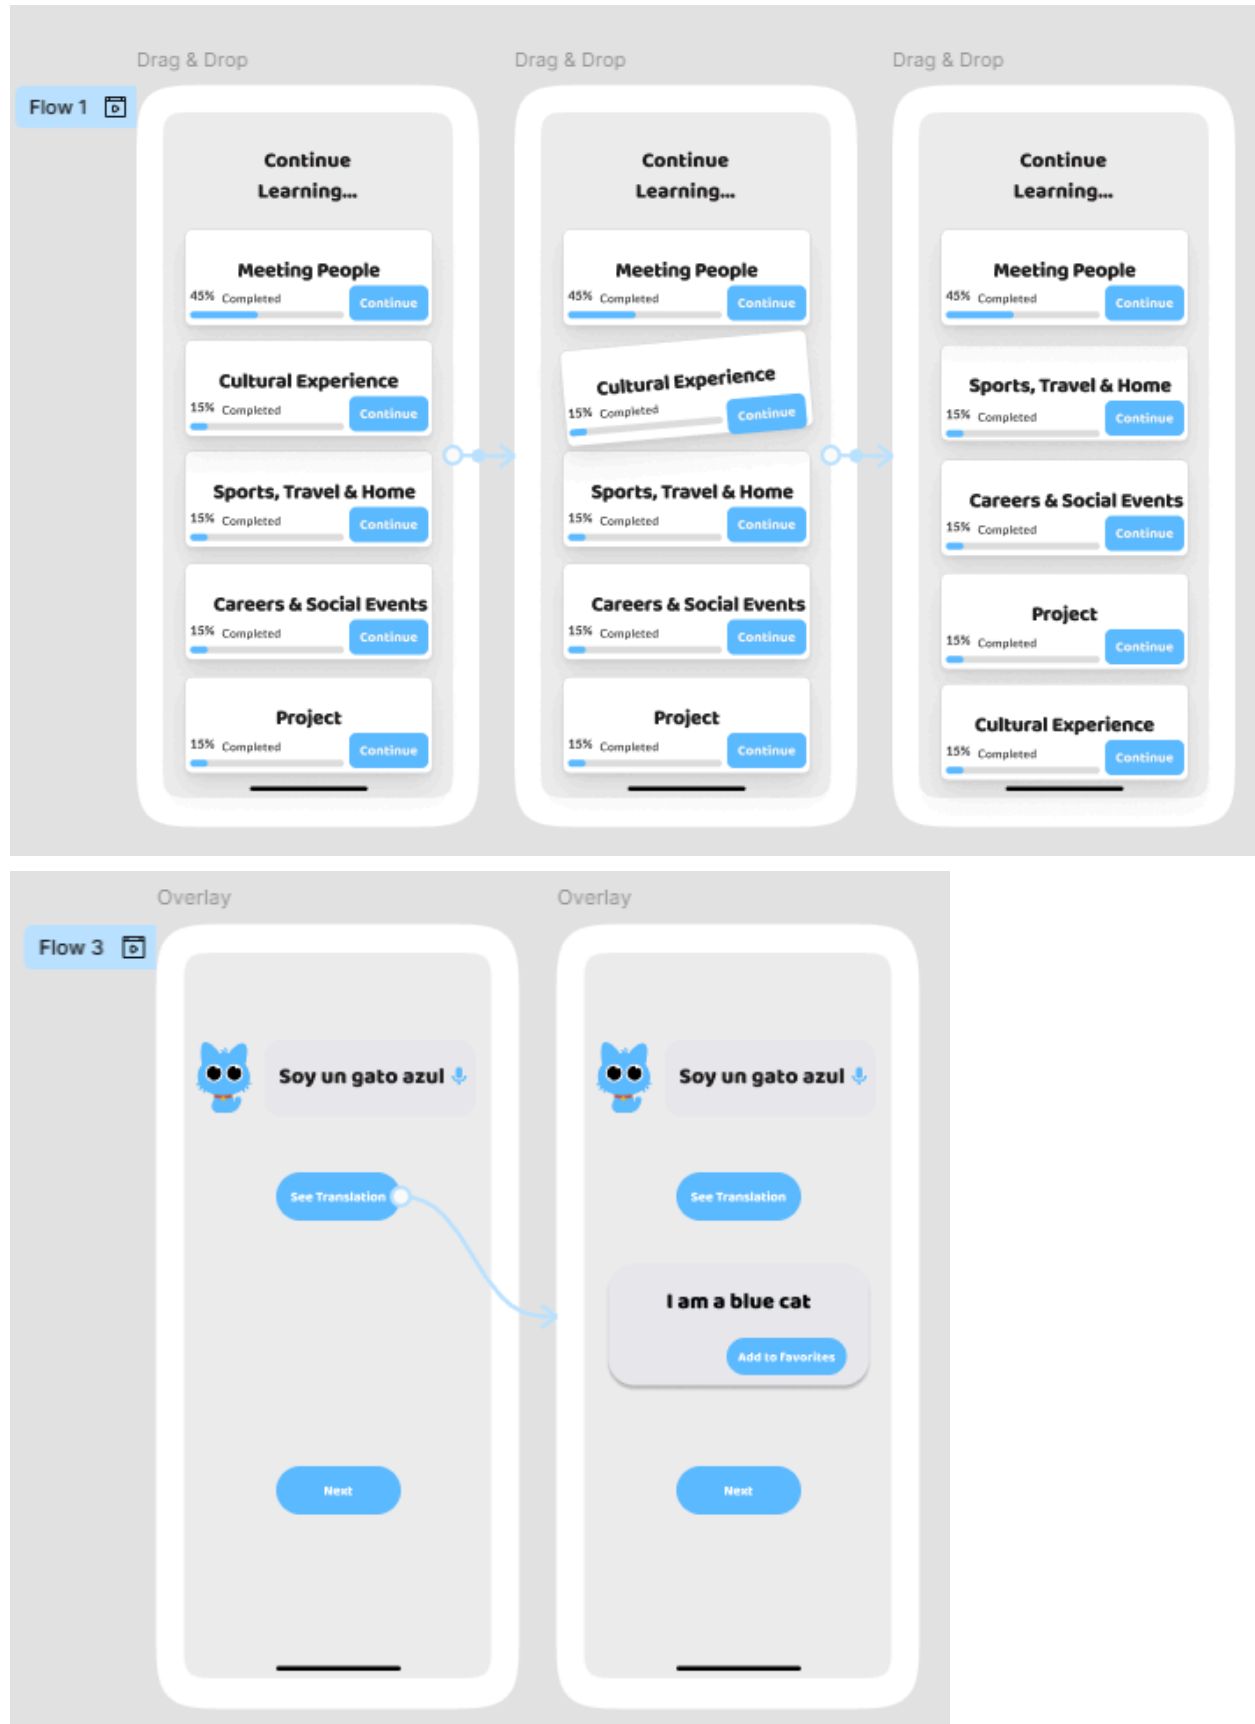 Drag & Drop
Flow 1
Continue
Learning...
Meeting People
45% Completed
Continue
Cultural Experience
15% Completed
Continue
Sports, Travel & Home
15% Completed
Continue
Careers & Social Events
15% Completed
Continue
Project
15% Completed
Continue
Drag & Drop
Continue
Learning...
Meeting People
45% Completed
Continue
Cultural Experience
15% Completed
Continue
Sports, Travel & Home
15% Completed
Continue
Careers & Social Events
15% Completed
Continue
Project
15% Completed
Continue
Drag & Drop
Continue
Learning...
Meeting People
45% Completed
Continue
Sports, Travel & Home
15% Completed
Continue
Careers & Social Events
15% Completed
Continue
Project
15% Completed
Continue
Cultural Experience
15% Completed
Continue
Overlay
Flow 3
Soy un gato azul
See Translation
Next
Overlay
Soy un gato azul
See Translation
I am a blue cat
Add to favorites
Next